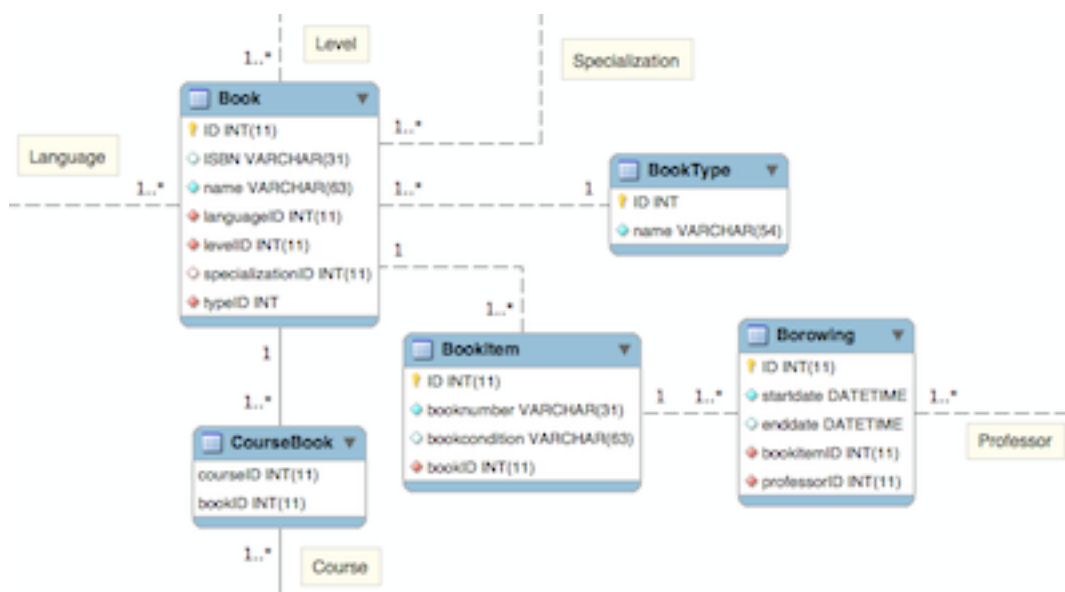 Level
1..*
Specialization
Book
ID INT(11)
ISBN VARCHAR(31)
name VARCHAR(63)
languageID INT(11)
levelID INT(11)
specializationID INT(11)
typeID INT
1..*
Language
1..*
1..*
1
BookType
ID INT
name VARCHAR(54)
1
1..*
BookItem
ID INT(11)
booknumber VARCHAR(31)
bookcondition VARCHAR(63)
bookID INT(11)
1
1..*
Borowing
ID INT(11)
startdate DATETIME
enddate DATETIME
bookitemID INT(11)
professorID INT(11)
1..*
Professor
1
1..*
CourseBook
courseID INT(11)
bookID INT(11)
1..*
Course